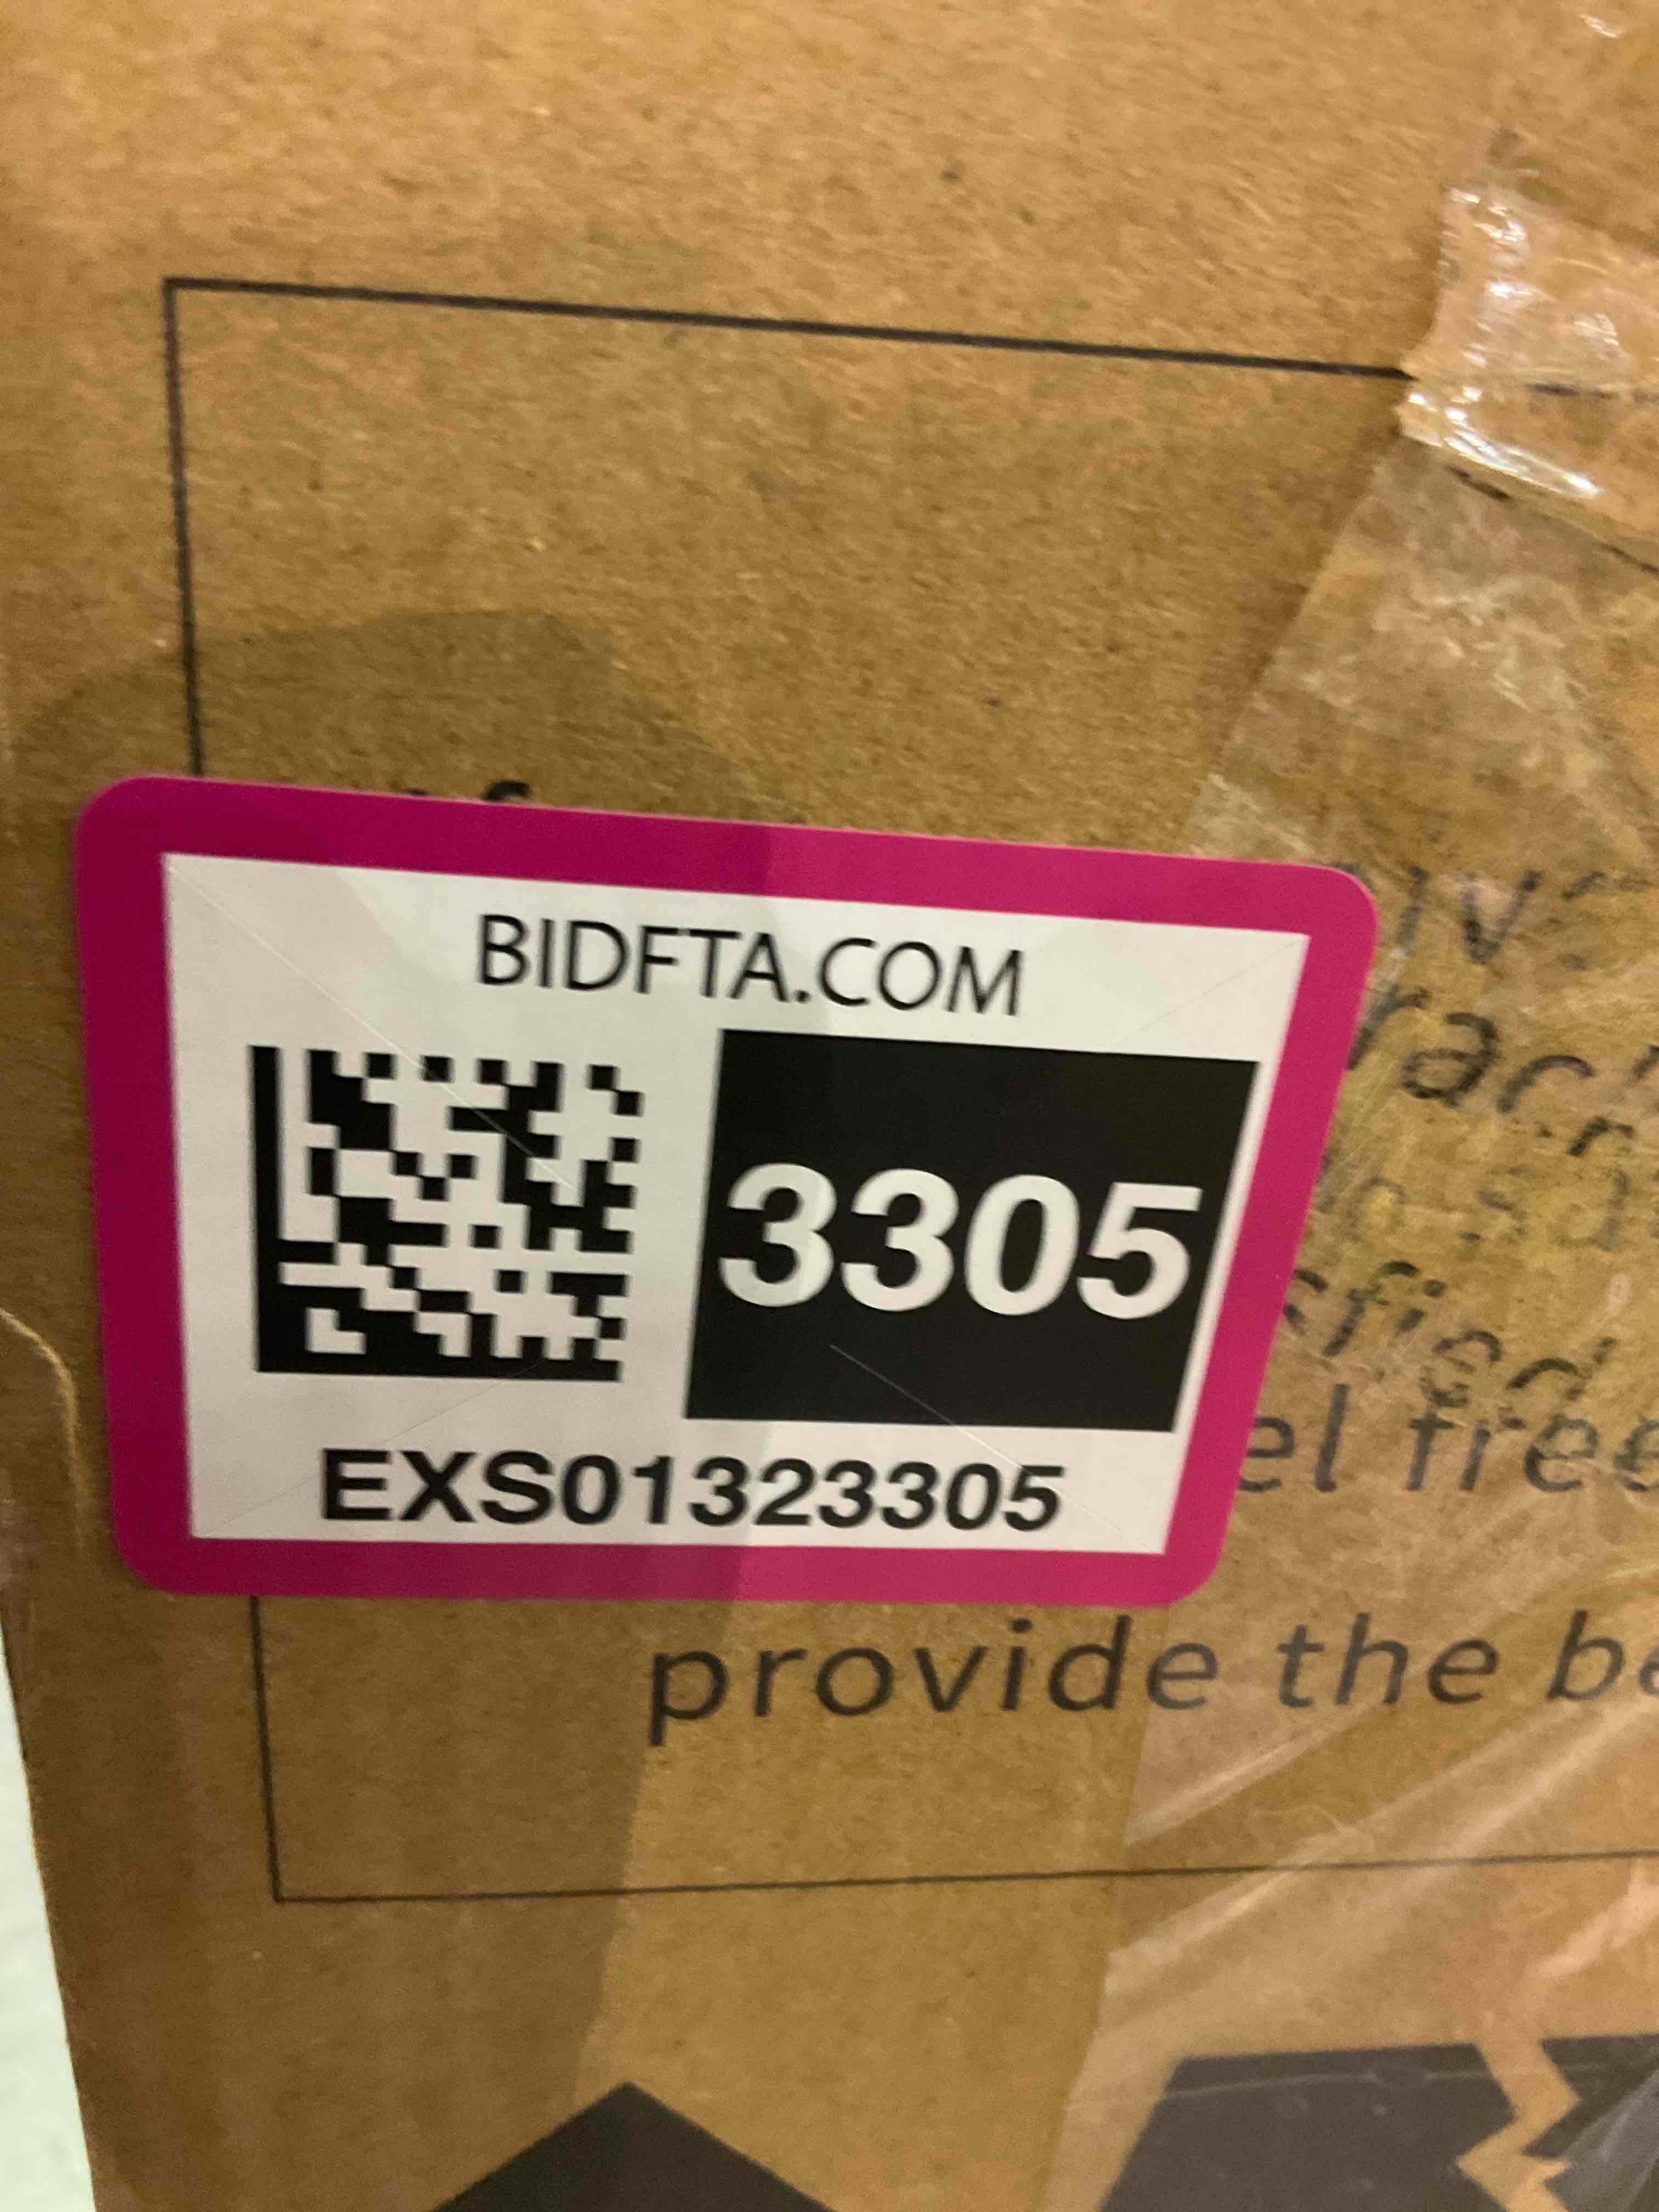 BIDFTA.COM
3305
EXS01323305
el free
provide the